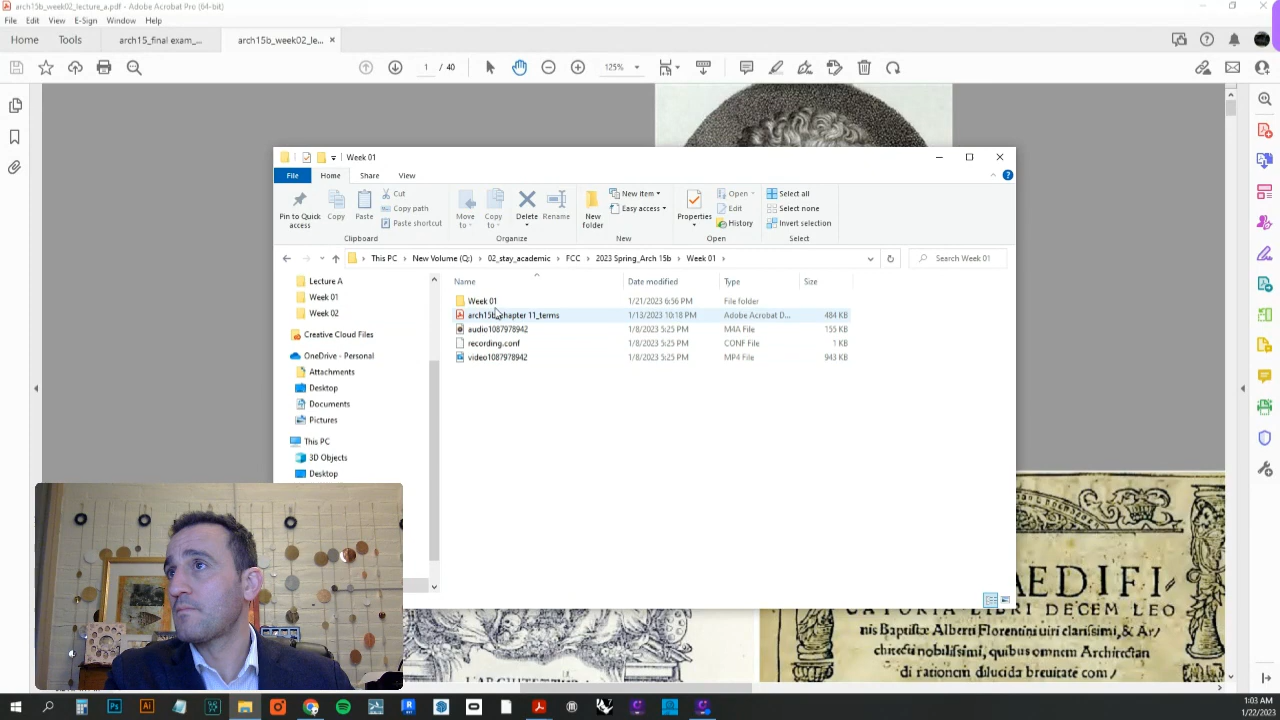 arch15b_week02_lecture_a.pdf - Adobe Acrobat Pro (64-bit)
File Edit View E-Sign Window Help
Home Tools arch15_final exam_... arch15b_week02_le... ×
1 / 40 125%
Week 01
File Home Share View
Pin to Quick access Copy Paste Cut Copy path Paste shortcut Move to Copy to Delete Rename New folder New item Easy access Properties Open Edit History Select all Select none Invert selection
Clipboard Organize New Open Select
This PC › New Volume (Q:) › 02_stay_academic › FCC › 2023 Spring_Arch 15b › Week 01 › Search Week 01
Name Date modified Type Size
Lecture A
Week 01
Week 02
Creative Cloud Files
OneDrive - Personal
Attachments
Desktop
Documents
Pictures
This PC
3D Objects
Desktop
Week 01 1/21/2023 6:56 PM File folder
arch15b_chapter 11_terms 1/13/2023 10:18 PM Adobe Acrobat D... 484 KB
audio1087978942 1/8/2023 5:25 PM M4A File 155 KB
recording.conf 1/8/2023 5:25 PM CONF File 1 KB
video1087978942 1/8/2023 5:25 PM MP4 File 943 KB
AEDIFI/
CATORIA LIBRI DECEM LEO
nis Baptistæ Alberti Florentini uiri clarissimi, & Ar/
chitecti nobilissimi, quibus omnem Architectan
di rationem dilucida breuitate com/
L'ARCHITETTURA
1:03 AM
1/22/2023